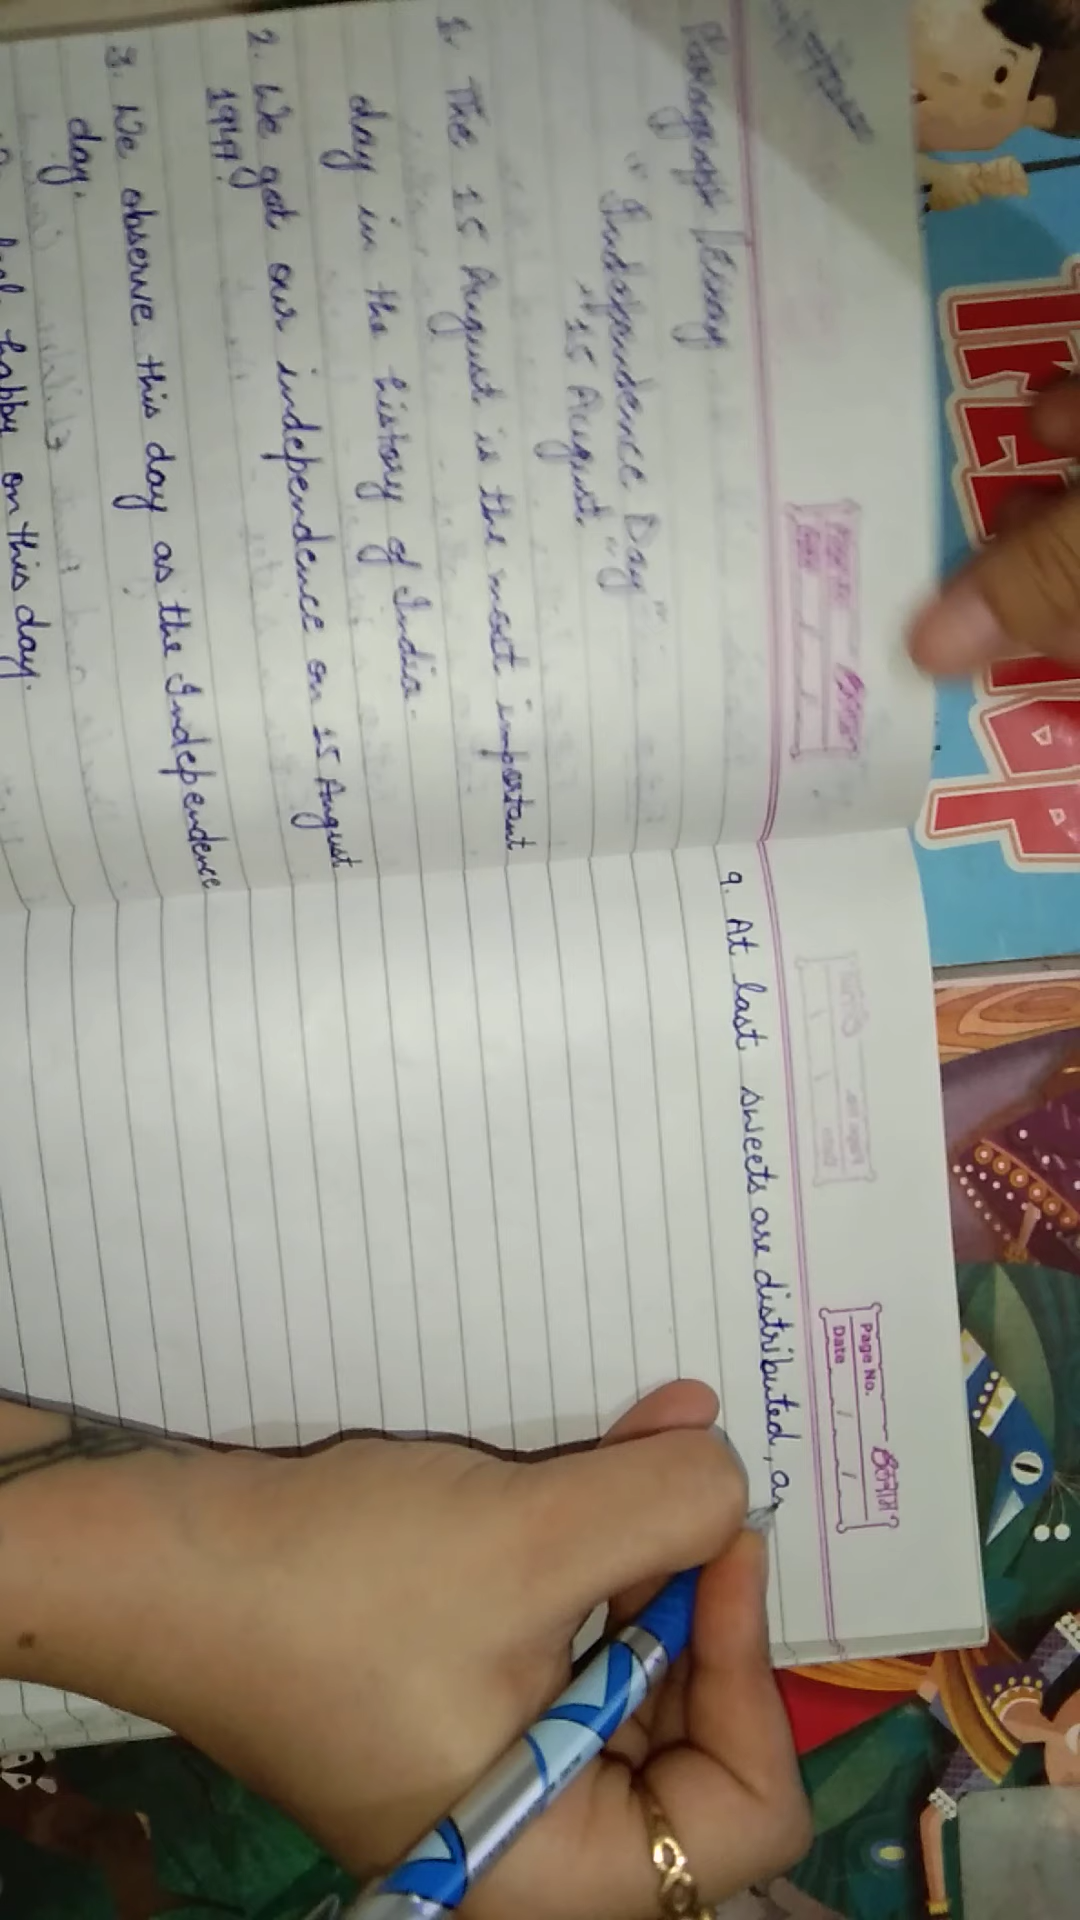 " Independence Day "
" 15 August "
1. The 15 August is the most important
day in the history of India.
2. We got our independence on 15 August
1947.
3. We observe this day as the Independence
day.
happy on this day.
Page No.
Date
9. At last sweets are distributed, as